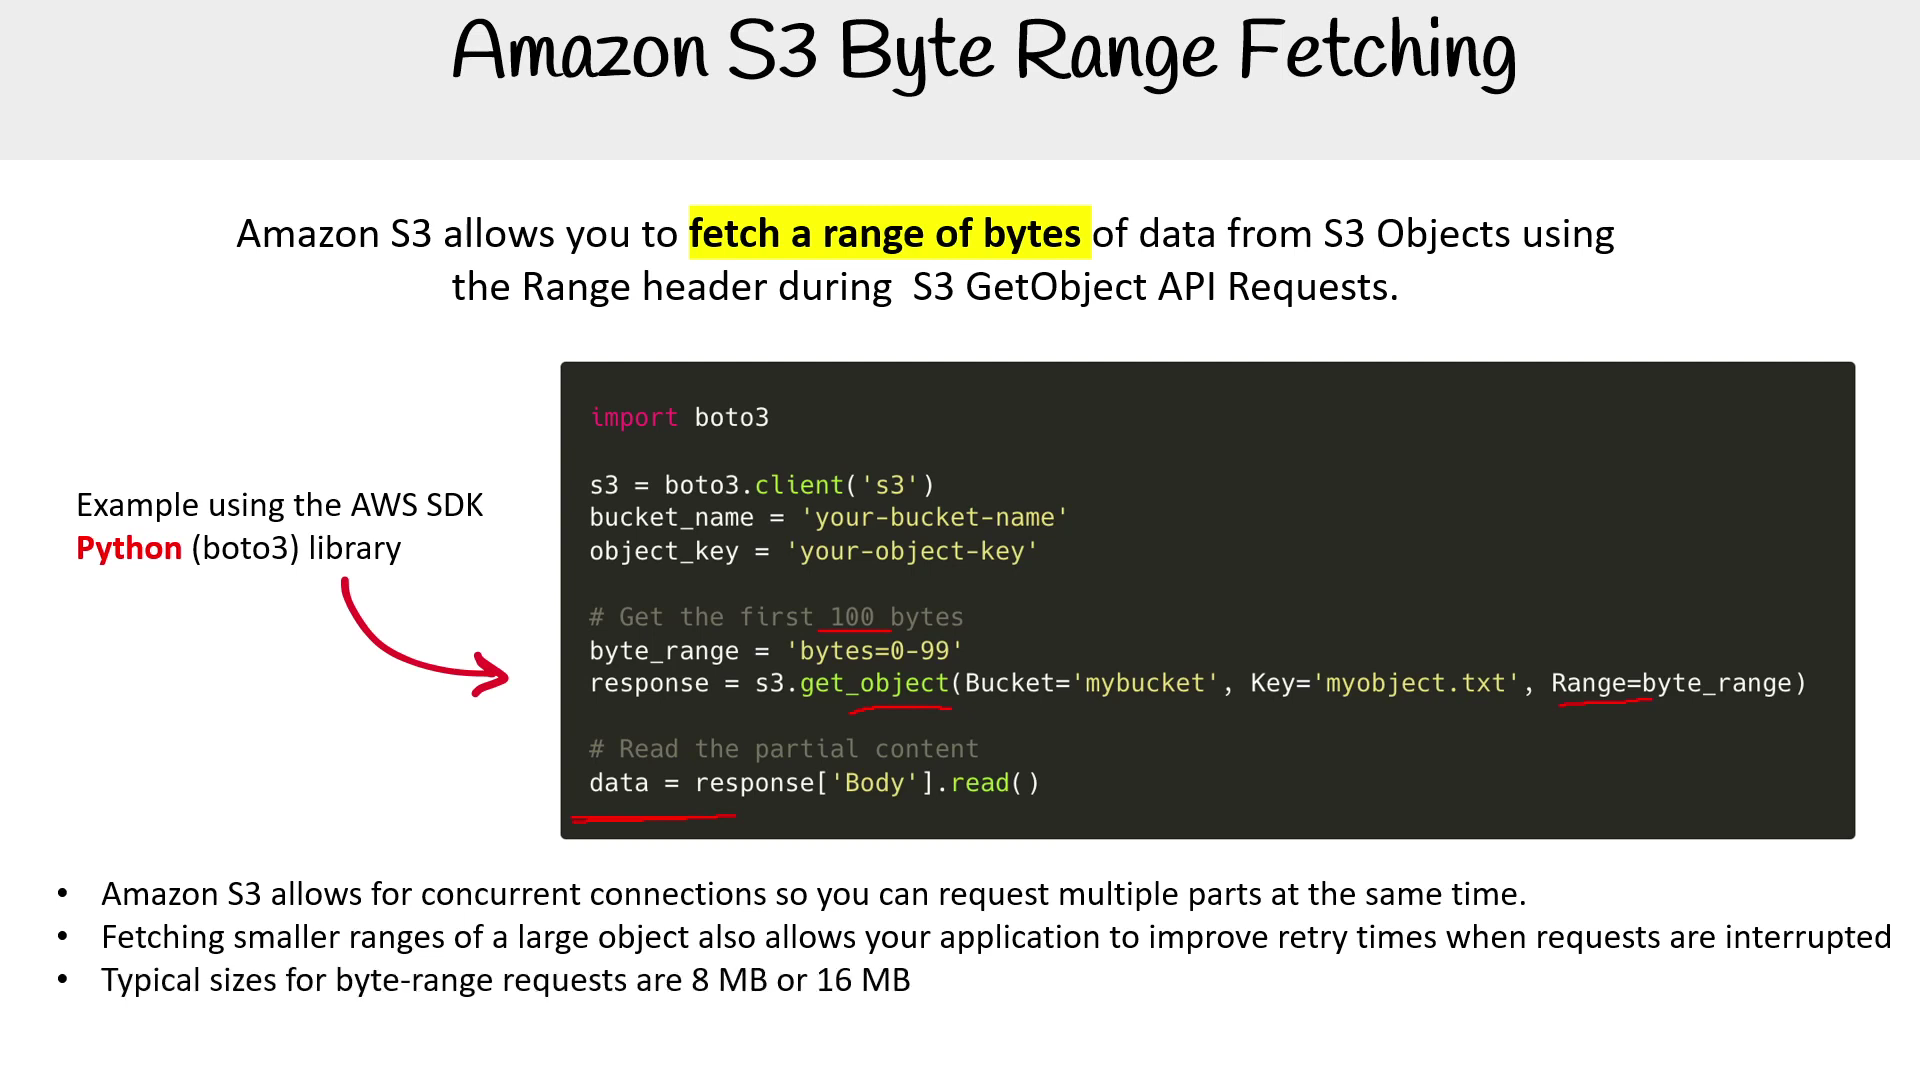 Amazon S3 Byte Range Fetching
Amazon S3 allows you to fetch a range of bytes of data from S3 Objects using
the Range header during  S3 GetObject API Requests.
Example using the AWS SDK
Python (boto3) library
import boto3
s3 = boto3.client('s3')
bucket_name = 'your-bucket-name'
object_key = 'your-object-key'
# Get the first 100 bytes
byte_range = 'bytes=0-99'
response = s3.get_object(Bucket='mybucket', Key='myobject.txt', Range=byte_range)
# Read the partial content
data = response['Body'].read()
• Amazon S3 allows for concurrent connections so you can request multiple parts at the same time.
• Fetching smaller ranges of a large object also allows your application to improve retry times when requests are interrupted
• Typical sizes for byte-range requests are 8 MB or 16 MB